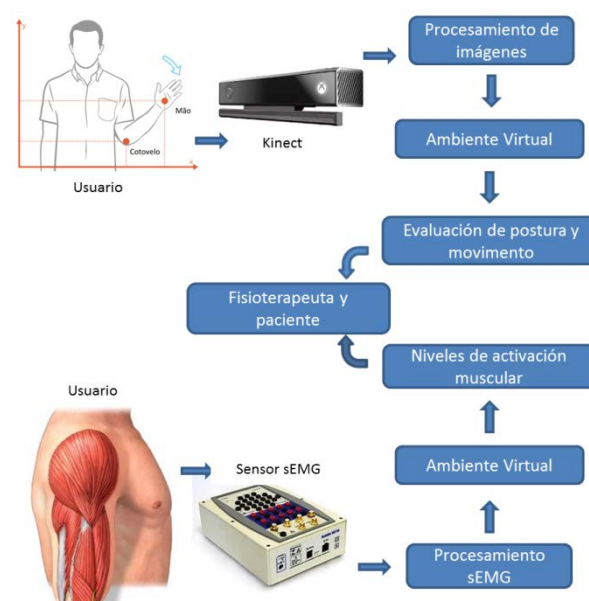 y
Mão
Cotovelo
x
Usuario
Kinect
Procesamiento de
imágenes
Ambiente Virtual
Evaluación de postura y
movimento
Fisioterapeuta y
paciente
Niveles de activación
muscular
Usuario
Sensor sEMG
Ambiente Virtual
Procesamiento
sEMG